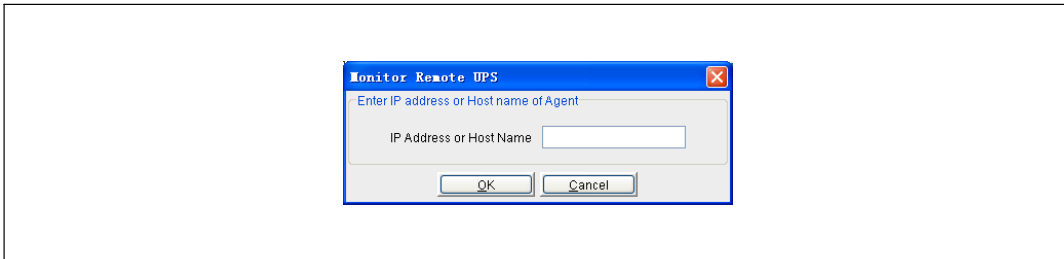 Monitor Remote UPS
Enter IP address or Host name of Agent
IP Address or Host Name
OK Cancel